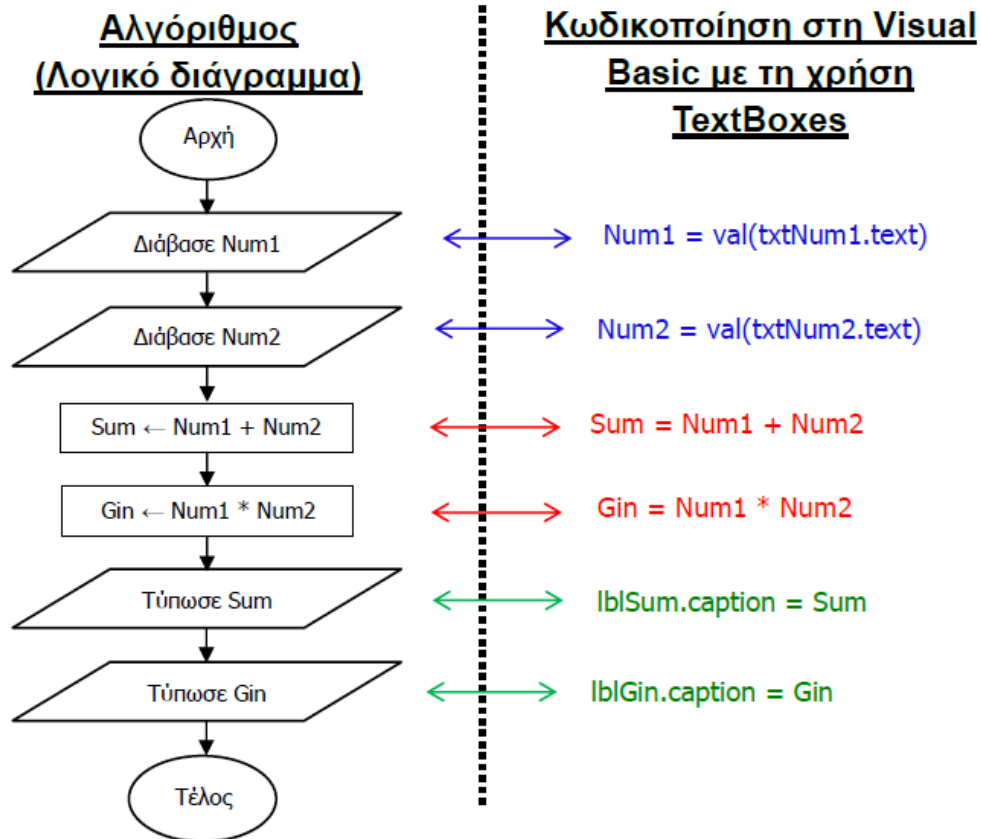 Αλγόριθμος
(Λογικό διάγραμμα)
Αρχή
Διάβασε Num1
Διάβασε Num2
Sum ← Num1 + Num2
Gin ← Num1 * Num2
Τύπωσε Sum
Τύπωσε Gin
Τέλος
Κωδικοποίηση στη Visual
Basic με τη χρήση
TextBoxes
Num1 = val(txtNum1.text)
Num2 = val(txtNum2.text)
Sum = Num1 + Num2
Gin = Num1 * Num2
lblSum.caption = Sum
lblGin.caption = Gin